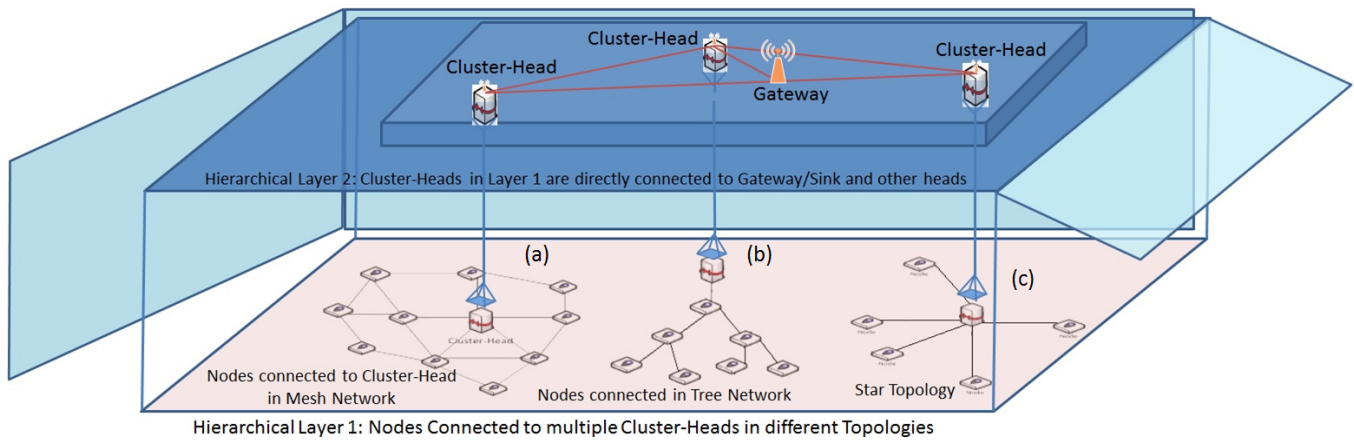 Cluster-Head
Cluster-Head
Cluster-Head
Gateway
Hierarchical Layer 2: Cluster-Heads in Layer 1 are directly connected to Gateway/Sink and other heads
(a)
(b)
(c)
Cluster-Head
Nodes connected to Cluster-Head
in Mesh Network
Nodes connected in Tree Network
Star Topology
Hierarchical Layer 1: Nodes Connected to multiple Cluster-Heads in different Topologies